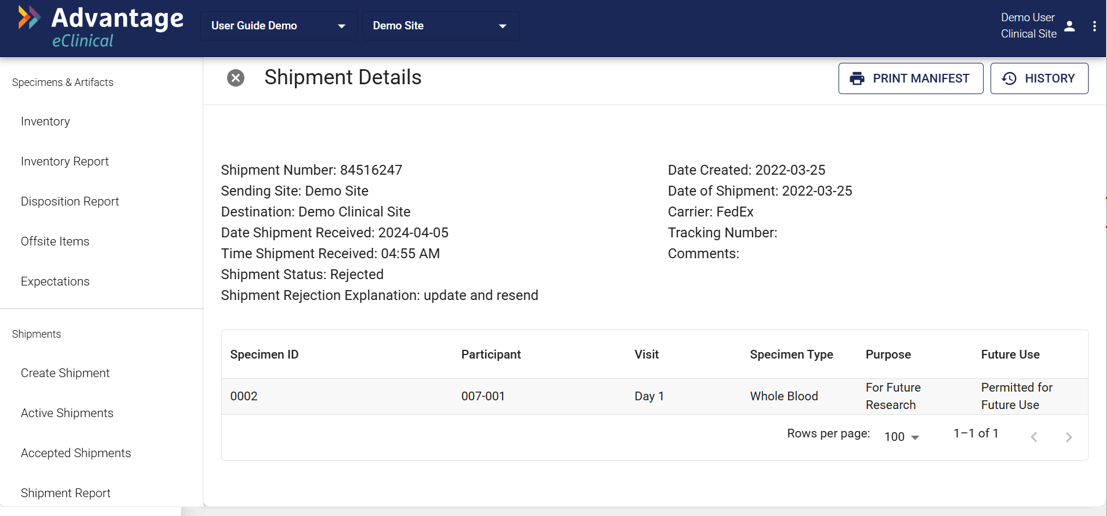 Advantage
eClinical
User Guide Demo
Demo Site
Demo User
Clinical Site
Specimens & Artifacts
Inventory
Inventory Report
Disposition Report
Offsite Items
Expectations
Shipments
Create Shipment
Active Shipments
Accepted Shipments
Shipment Report
Shipment Details
PRINT MANIFEST
HISTORY
Shipment Number: 84516247
Sending Site: Demo Site
Destination: Demo Clinical Site
Date Shipment Received: 2024-04-05
Time Shipment Received: 04:55 AM
Shipment Status: Rejected
Shipment Rejection Explanation: update and resend
Date Created: 2022-03-25
Date of Shipment: 2022-03-25
Carrier: FedEx
Tracking Number:
Comments:
Specimen ID Participant Visit Specimen Type Purpose Future Use
0002 007-001 Day 1 Whole Blood For Future Permitted for
Research Future Use
Rows per page: 100 1–1 of 1